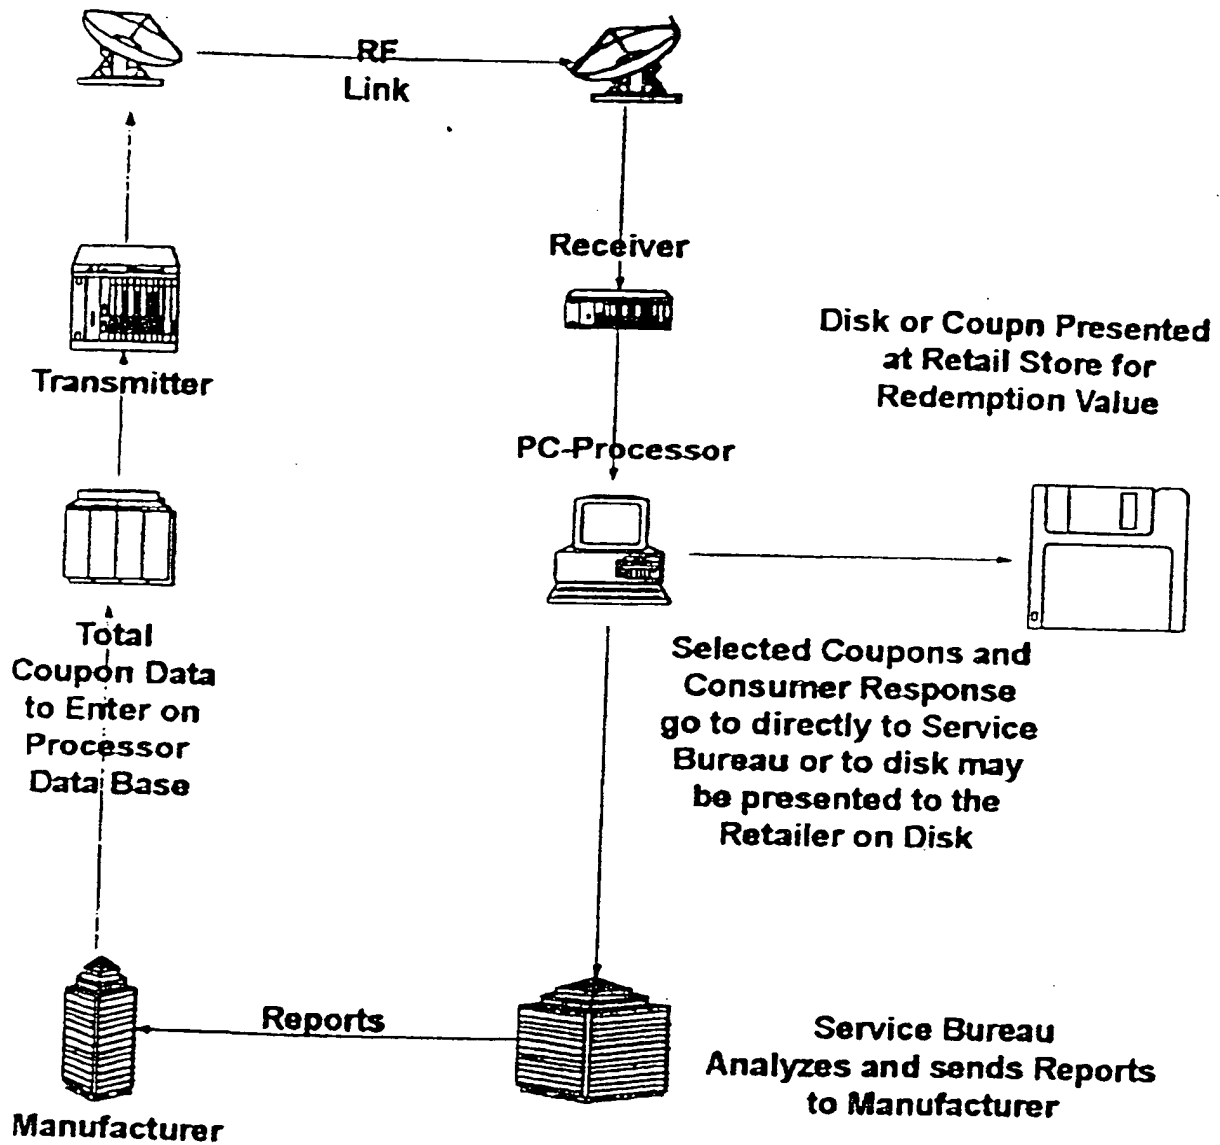 RF
Link
Receiver
Transmitter
Disk or Coupn Presented
at Retail Store for
Redemption Value
PC-Processor
Total
Coupon Data
to Enter on
Processor
Data Base
Selected Coupons and
Consumer Response
go to directly to Service
Bureau or to disk may
be presented to the
Retailer on Disk
Reports
Service Bureau
Analyzes and sends Reports
to Manufacturer
Manufacturer